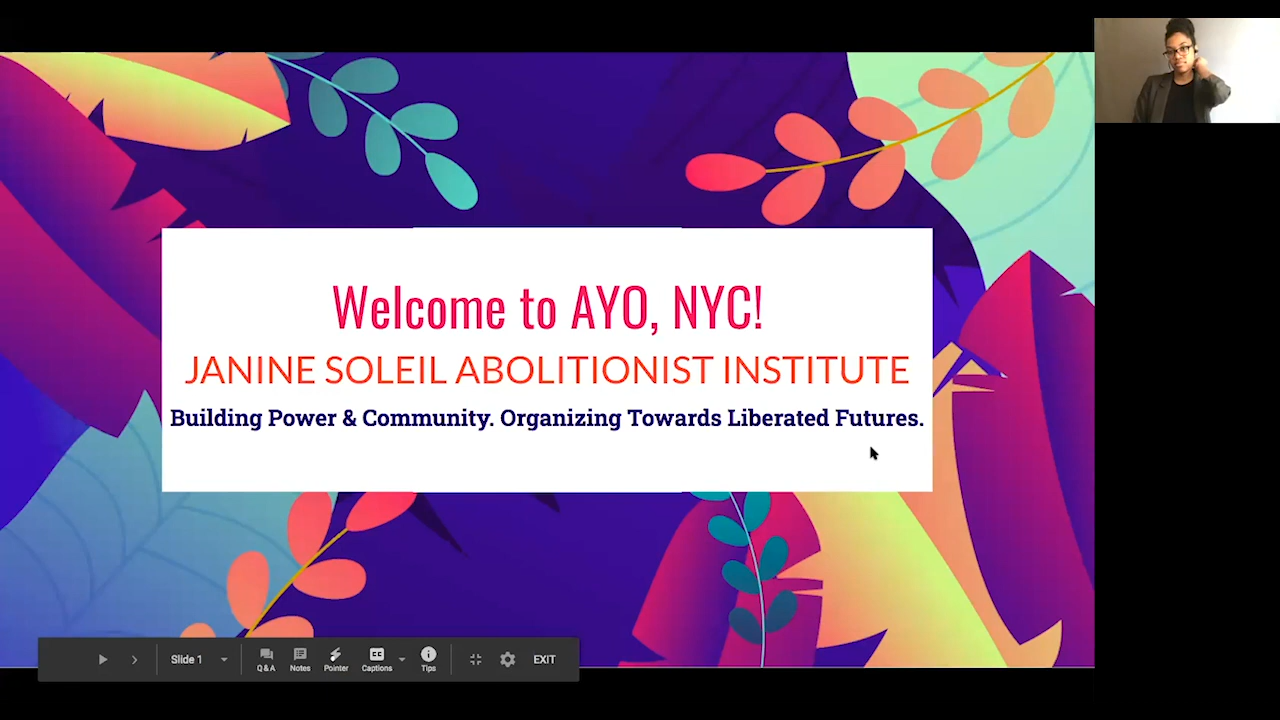 Welcome to AYO, NYC!
JANINE SOLEIL ABOLITIONIST INSTITUTE
Building Power & Community. Organizing Towards Liberated Futures.
Slide 1
Q & A
Notes
Pointer
CC
Captions
Tips
EXIT